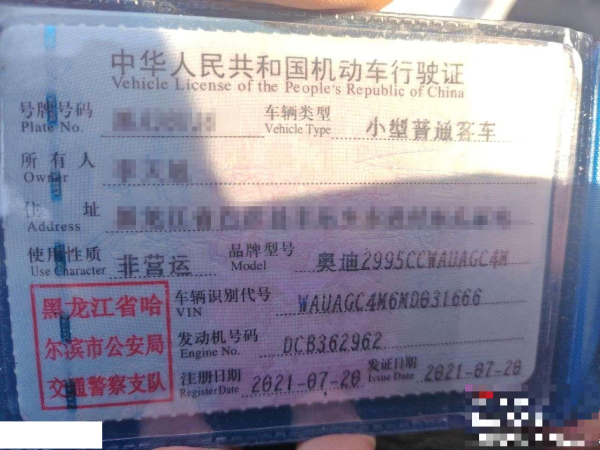 中华人民共和国机动车行驶证
Vehicle License of the People's Republic of China
号牌号码 车辆类型 小型普通客车
Plate No. Vehicle Type
所有人
Owner
住址
Address
使用性质 非营运 品牌型号 奥迪2995CCWAUAGC4M
Use Character Model
黑龙江省哈
尔滨市公安局
交通警察支队
车辆识别代号 WAUAGC4M6MD031666
VIN
发动机号码 DCB362962
Engine No.
注册日期 2021-07-20 发证日期 2021-07-20
Register Date Issue Date